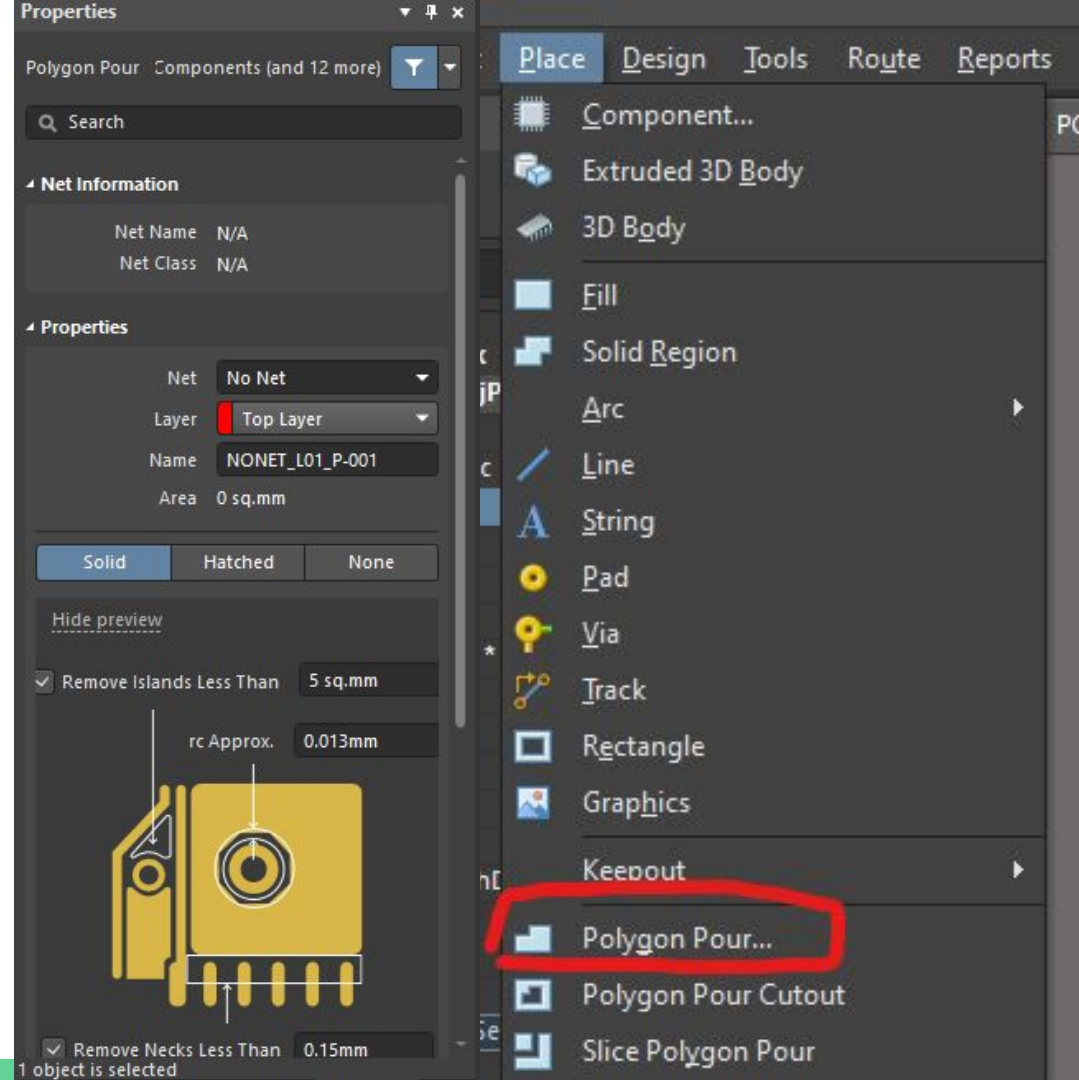 Properties
Polygon Pour Components (and 12 more)
Search
Net Information
Net Name N/A
Net Class N/A
Properties
Net No Net
Layer Top Layer
Name NONET_L01_P-001
Area 0 sq.mm
Solid Hatched None
Hide preview
Remove Islands Less Than 5 sq.mm
rc Approx. 0.013mm
Remove Necks Less Than 0.15mm
1 object is selected
Place Design Tools Route Reports
Component...
Extruded 3D Body
3D Body
Fill
Solid Region
Arc
Line
String
Pad
Via
Track
Rectangle
Graphics
Keepout
Polygon Pour...
Polygon Pour Cutout
Slice Polygon Pour